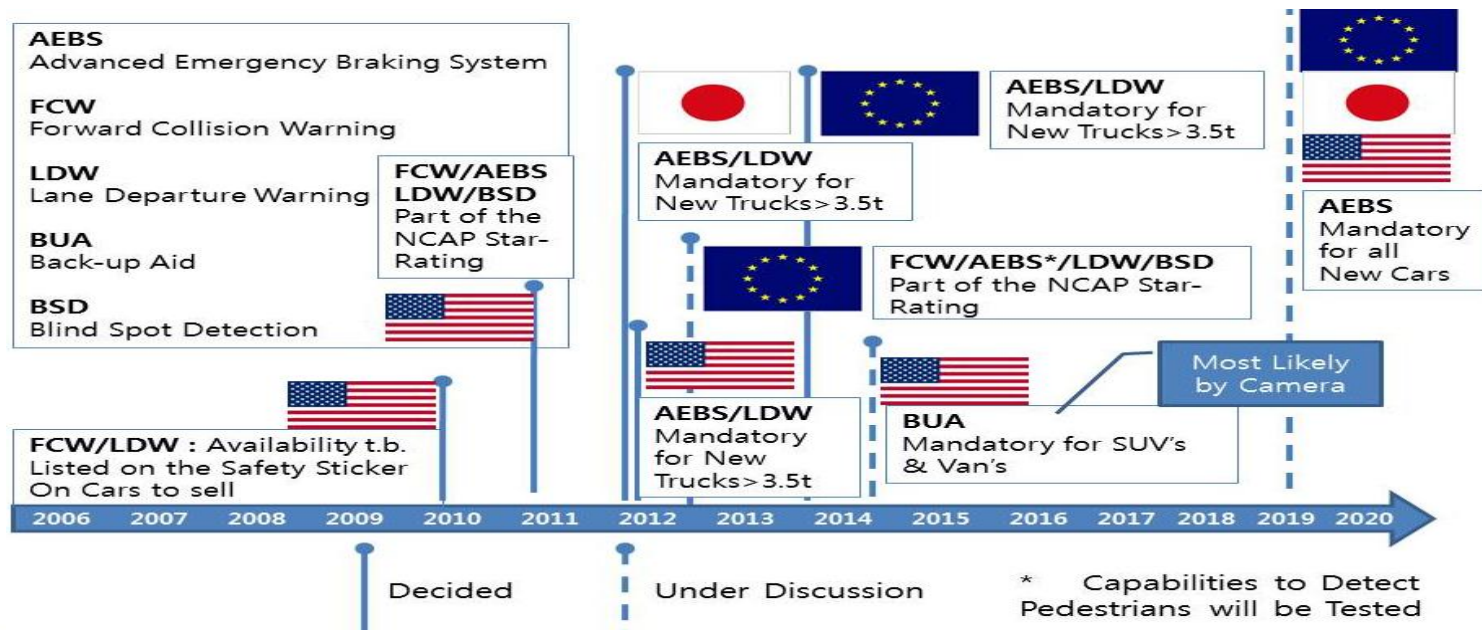 AEBS
Advanced Emergency Braking System
FCW
Forward Collision Warning
LDW
Lane Departure Warning
BUA
Back-up Aid
BSD
Blind Spot Detection
FCW/AEBS
LDW/BSD
Part of the
NCAP Star-
Rating
FCW/LDW : Availability t.b.
Listed on the Safety Sticker
On Cars to sell
AEBS/LDW
Mandatory for
New Trucks>3.5t
AEBS/LDW
Mandatory for
New Trucks>3.5t
FCW/AEBS*/LDW/BSD
Part of the NCAP Star-
Rating
AEBS/LDW
Mandatory
for New
Trucks>3.5t
BUA
Mandatory for SUV's
& Van's
Most Likely
by Camera
AEBS
Mandatory
for all
New Cars
2006 2007 2008 2009 2010 2011 2012 2013 2014 2015 2016 2017 2018 2019 2020
Decided
Under Discussion
* Capabilities to Detect
Pedestrians will be Tested